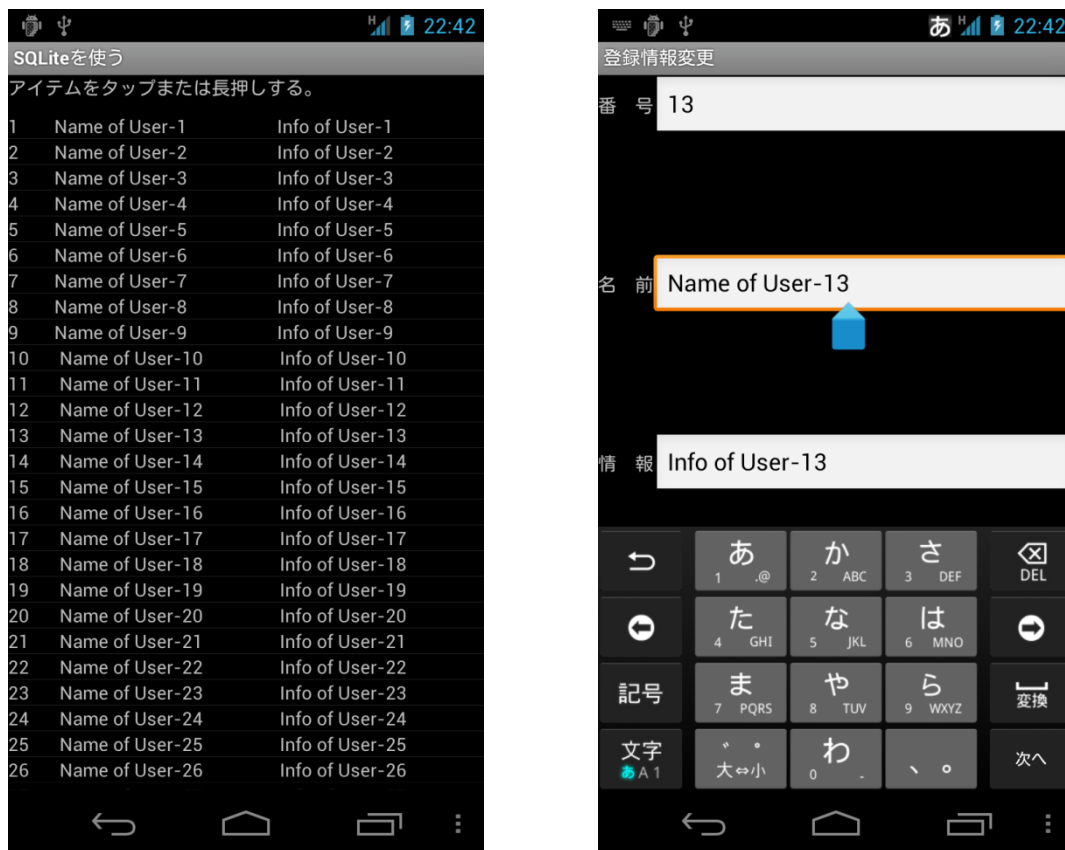 H 22:42
SQLiteを使う
アイテムをタップまたは長押しする。
1 Name of User-1 Info of User-1
2 Name of User-2 Info of User-2
3 Name of User-3 Info of User-3
4 Name of User-4 Info of User-4
5 Name of User-5 Info of User-5
6 Name of User-6 Info of User-6
7 Name of User-7 Info of User-7
8 Name of User-8 Info of User-8
9 Name of User-9 Info of User-9
10 Name of User-10 Info of User-10
11 Name of User-11 Info of User-11
12 Name of User-12 Info of User-12
13 Name of User-13 Info of User-13
14 Name of User-14 Info of User-14
15 Name of User-15 Info of User-15
16 Name of User-16 Info of User-16
17 Name of User-17 Info of User-17
18 Name of User-18 Info of User-18
19 Name of User-19 Info of User-19
20 Name of User-20 Info of User-20
21 Name of User-21 Info of User-21
22 Name of User-22 Info of User-22
23 Name of User-23 Info of User-23
24 Name of User-24 Info of User-24
25 Name of User-25 Info of User-25
26 Name of User-26 Info of User-26
あ H 22:42
登録情報変更
番 号 13
名 前 Name of User-13
情 報 Info of User-13
あ か さ
1 .@ 2 ABC 3 DEF DEL
た な は
4 GHI 5 JKL 6 MNO
記号 ま や ら
7 PQRS 8 TUV 9 WXYZ 変換
文字 ゛ ゜ わ 、 。 次へ
あA1 大⇔小 0 -